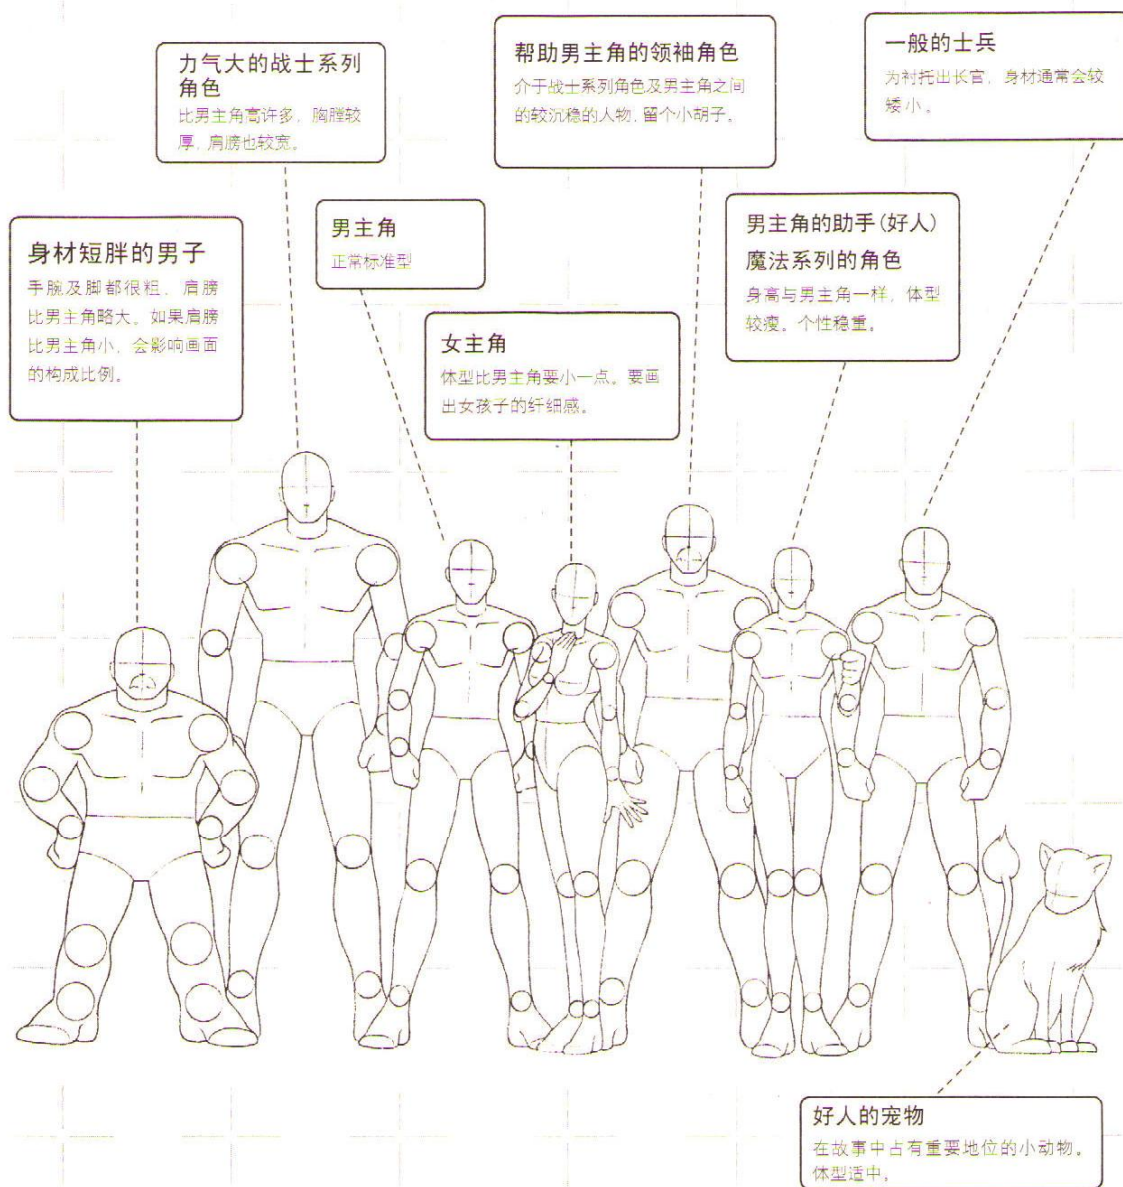 力气大的战士系列
角色
比男主角高许多，胸膛较
厚，肩膀也较宽。
帮助男主角的领袖角色
介于战士系列角色及男主角之间
的较沉稳的人物，留个小胡子。
一般的士兵
为衬托出长官，身材通常会较
矮小。
身材短胖的男子
手腕及脚都很粗，肩膀
比男主角略大。如果肩膀
比男主角小，会影响画面
的构成比例。
男主角
正常标准型
女主角
体型比男主角要小一点。要画
出女孩子的纤细感。
男主角的助手(好人)
魔法系列的角色
身高与男主角一样，体型
较瘦。个性稳重。
好人的宠物
在故事中占有重要地位的小动物。
体型适中。